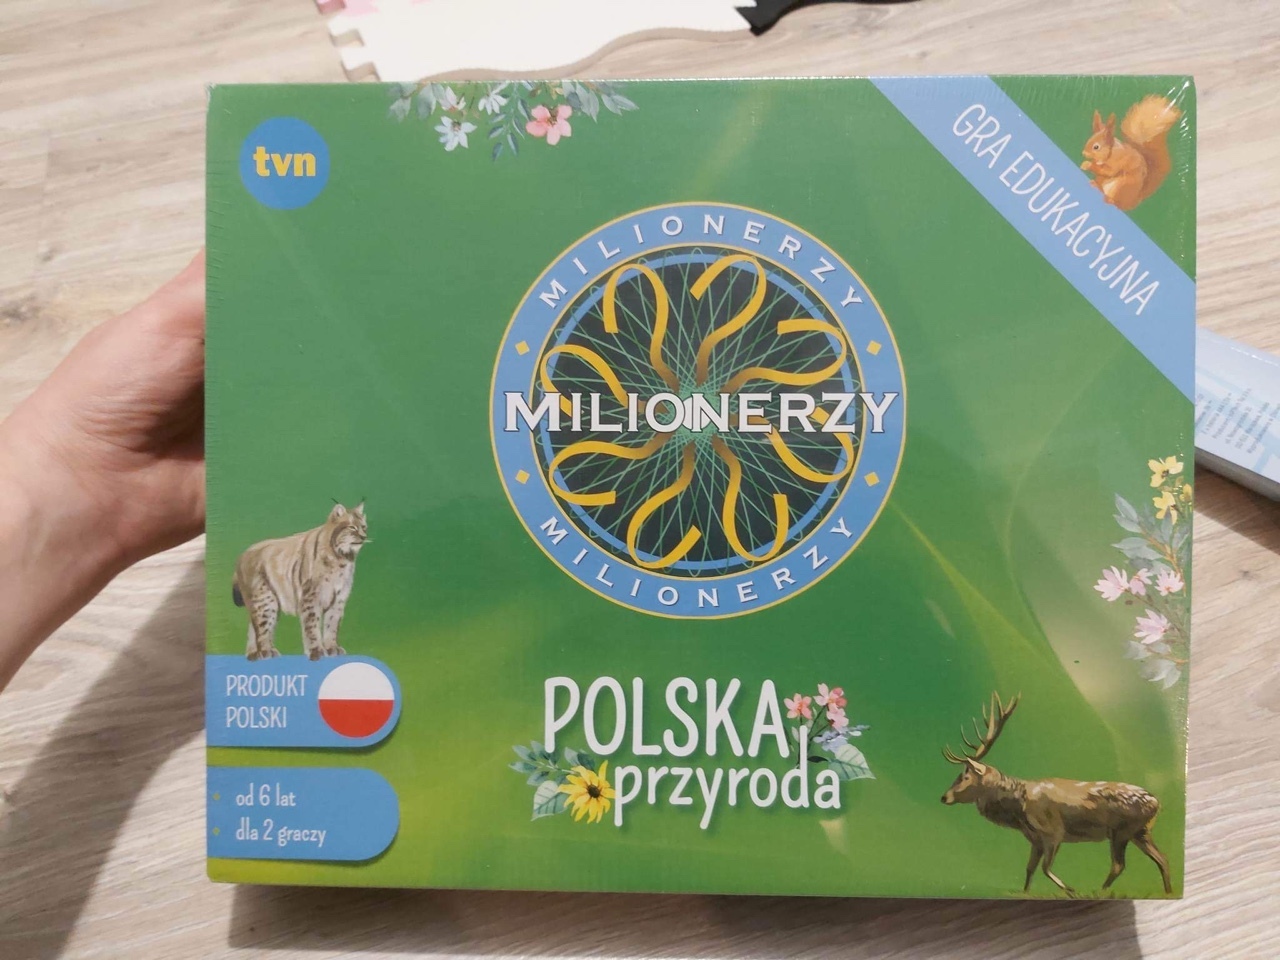 tvn
GRA EDUKACYJNA
MILIONERZY
MILIONERZY
MILIONERZY
PRODUKT
POLSKI
POLSKA
przyroda
od 6 lat
dla 2 graczy